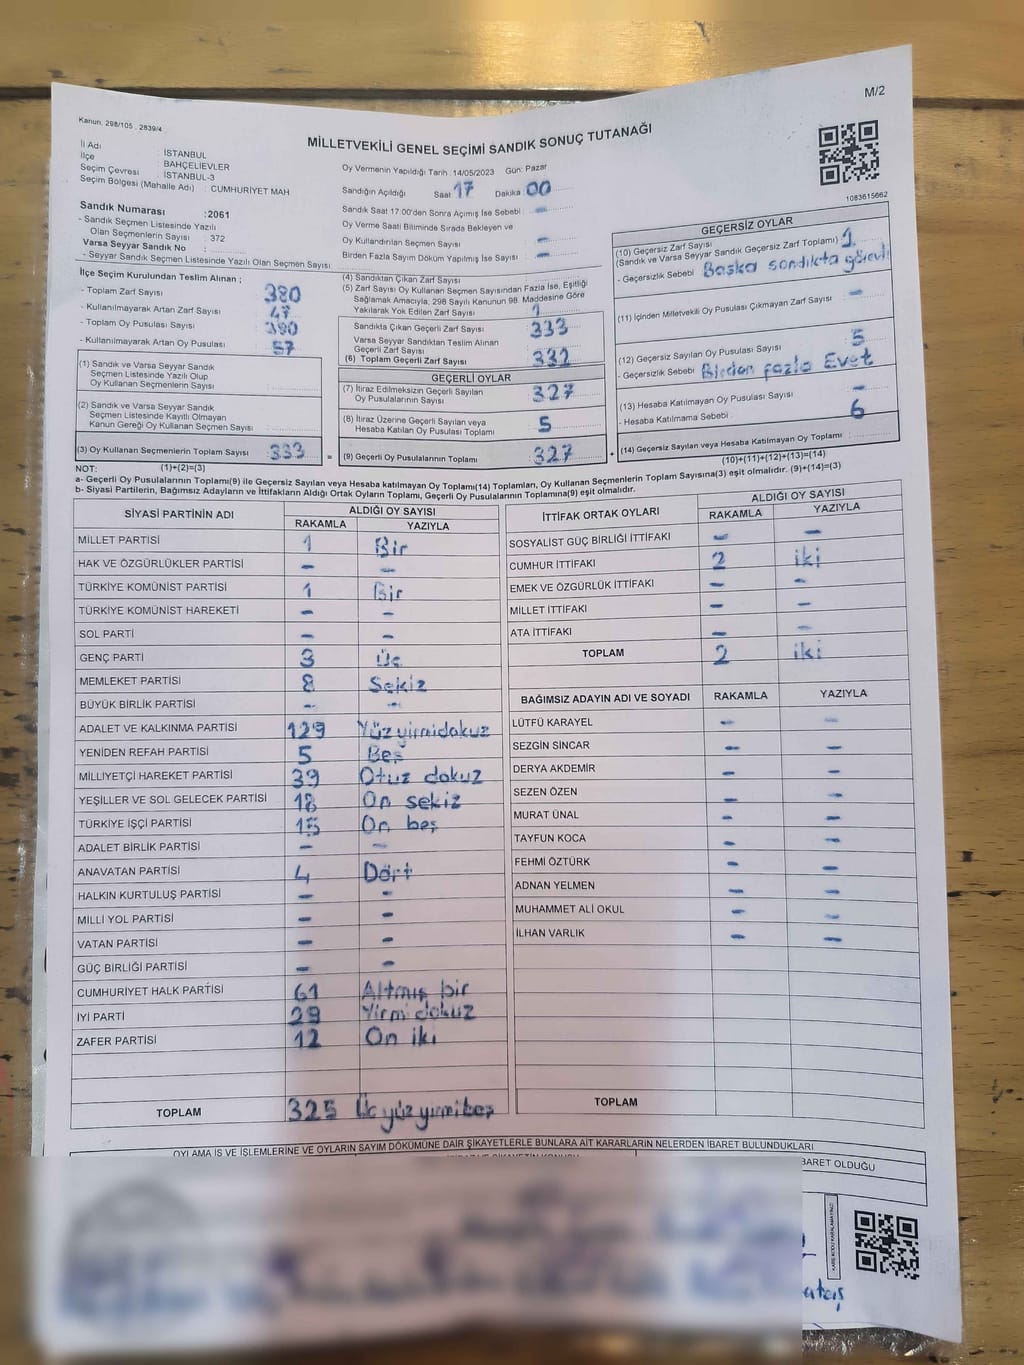 M/2
Kanun, 298/105 . 2839/4
MİLLETVEKİLİ GENEL SEÇİMİ SANDIK SONUÇ TUTANAĞI
İl Adı : İSTANBUL
İlçe BAHÇELİEVLER
Seçim Çevresi : İSTANBUL-3
Seçim Bölgesi (Mahalle Adı) : CUMHURİYET MAH
Sandık Numarası :2061
- Sandık Seçmen Listesinde Yazılı
Olan Seçmenlerin Sayısı : 372
Varsa Seyyar Sandık No :
- Seyyar Sandık Seçmen Listesinde Yazılı Olan Seçmen Sayısı:
Oy Vermenin Yapıldığı Tarih 14/05/2023 Gün: Pazar
Sandığın Açıldığı Saat 17 Dakika 00
Sandık Saat 17:00'den Sonra Açımış İse Sebebi : -
Oy Verme Saati Bitiminde Sırada Bekleyen ve
Oy Kullandırılan Seçmen Sayısı -
Birden Fazla Sayım Döküm Yapılmış İse Sayısı : -
1083615662
GEÇERSİZ OYLAR
(10) Geçersiz Zarf Sayısı
(Sandık ve Varsa Seyyar Sandık Geçersiz Zarf Toplamı) 1
- Geçersizlik Sebebi Başka sandıkta görevli
(11) İçinden Milletvekili Oy Pusulası Çıkmayan Zarf Sayısı -
(12) Geçersiz Sayılan Oy Pusulası Sayısı 5
- Geçersizlik Sebebi Birden fazla Evet
(13) Hesaba Katılmayan Oy Pusulası Sayısı -
- Hesaba Katılmama Sebebi 6
(14) Geçersiz Sayılan veya Hesaba Katılmayan Oy Toplamı :
(10)+(11)+(12)+(13)=(14)
İlçe Seçim Kurulundan Teslim Alınan ;
- Toplam Zarf Sayısı 380
- Kullanılmayarak Artan Zarf Sayısı : 47
- Toplam Oy Pusulası Sayısı 390
- Kullanılmayarak Artan Oy Pusulası 57
(1) Sandık ve Varsa Seyyar Sandık
Seçmen Listesinde Yazılı Olup
Oy Kullanan Seçmenlerin Sayısı :
(2) Sandık ve Varsa Seyyar Sandık
Seçmen Listesinde Kayıtlı Olmayan
Kanun Gereği Oy Kullanan Seçmen Sayısı :
(3) Oy Kullanan Seçmenlerin Toplam Sayısı 333 =
(4) Sandıktan Çıkan Zarf Sayısı
(5) Zarf Sayısı Oy Kullanan Seçmen Sayısından Fazla İse, Eşitliği
Sağlamak Amacıyla, 298 Sayılı Kanunun 98. Maddesine Göre
Yakılarak Yok Edilen Zarf Sayısı 1
Sandıkla Çıkan Geçerli Zarf Sayısı 333
Varsa Seyyar Sandıktan Teslim Alınan
Geçerli Zarf Sayısı
(6) Toplam Geçerli Zarf Sayısı 332
GEÇERLİ OYLAR
(7) İtiraz Edilmeksizin Geçerli Sayılan
Oy Pusulalarının Sayısı 327
(8) İtiraz Üzerine Geçerli Sayılan veya
Hesaba Katılan Oy Pusulası Toplamı 5
(9) Geçerli Oy Pusulalarının Toplamı 327 +
NOT: (1)+(2)=(3)
a- Geçerli Oy Pusulalarının Toplamı(9) ile Geçersiz Sayılan veya Hesaba Katılmayan Oy Toplamı(14) Toplamları, Oy Kullanan Seçmenlerin Toplam Sayısına(3) eşit olmalıdır. (9)+(14)=(3)
b- Siyasi Partilerin, Bağımsız Adayların ve İttifakların Aldığı Ortak Oyların Toplamı, Geçerli Oy Pusulalarının Toplamına(9) eşit olmalıdır.
SİYASİ PARTİNİN ADI ALDIĞI OY SAYISI
RAKAMLA YAZIYLA
MİLLET PARTİSİ 1 Bir
HAK VE ÖZGÜRLÜKLER PARTİSİ - -
TÜRKİYE KOMÜNİST PARTİSİ 1 Bir
TÜRKİYE KOMÜNİST HAREKETİ - -
SOL PARTİ - -
GENÇ PARTİ 3 Üç
MEMLEKET PARTİSİ 8 Sekiz
BÜYÜK BİRLİK PARTİSİ - -
ADALET VE KALKINMA PARTİSİ 129 Yüz yirmidokuz
YENİDEN REFAH PARTİSİ 5 Beş
MİLLİYETÇİ HAREKET PARTİSİ 39 Otuz dokuz
YEŞİLLER VE SOL GELECEK PARTİSİ 18 On sekiz
TÜRKİYE İŞÇİ PARTİSİ 15 On beş
ADALET BİRLİK PARTİSİ - -
ANAVATAN PARTİSİ 4 Dört
HALKIN KURTULUŞ PARTİSİ - -
MİLLİ YOL PARTİSİ - -
VATAN PARTİSİ - -
GÜÇ BİRLİĞİ PARTİSİ - -
CUMHURİYET HALK PARTİSİ 61 Altmış bir
İYİ PARTİ 29 Yirmi dokuz
ZAFER PARTİSİ 12 On iki
TOPLAM 325 Üç yüz yirmibeş
İTTİFAK ORTAK OYLARI ALDIĞI OY SAYISI
RAKAMLA YAZIYLA
SOSYALİST GÜÇ BİRLİĞİ İTTİFAKI - -
CUMHUR İTTİFAKI 2 iki
EMEK VE ÖZGÜRLÜK İTTİFAKI - -
MİLLET İTTİFAKI - -
ATA İTTİFAKI - -
TOPLAM 2 iki
BAĞIMSIZ ADAYIN ADI VE SOYADI RAKAMLA YAZIYLA
LÜTFÜ KARAYEL - -
SEZGİN SİNCAR - -
DERYA AKDEMİR - -
SEZEN ÖZEN - -
MURAT ÜNAL - -
TAYFUN KOCA - -
FEHMİ ÖZTÜRK - -
ADNAN YELMEN - -
MUHAMMET ALİ OKUL - -
İLHAN VARLIK - -
TOPLAM
OYLAMA İŞ VE İŞLEMLERİNE VE OYLARIN SAYIM DÖKÜMÜNE DAİR ŞİKAYETLERLE BUNLARA AİT KARARLARIN NELERDEN İBARET BULUNDUKLARI
BARET OLDUĞU